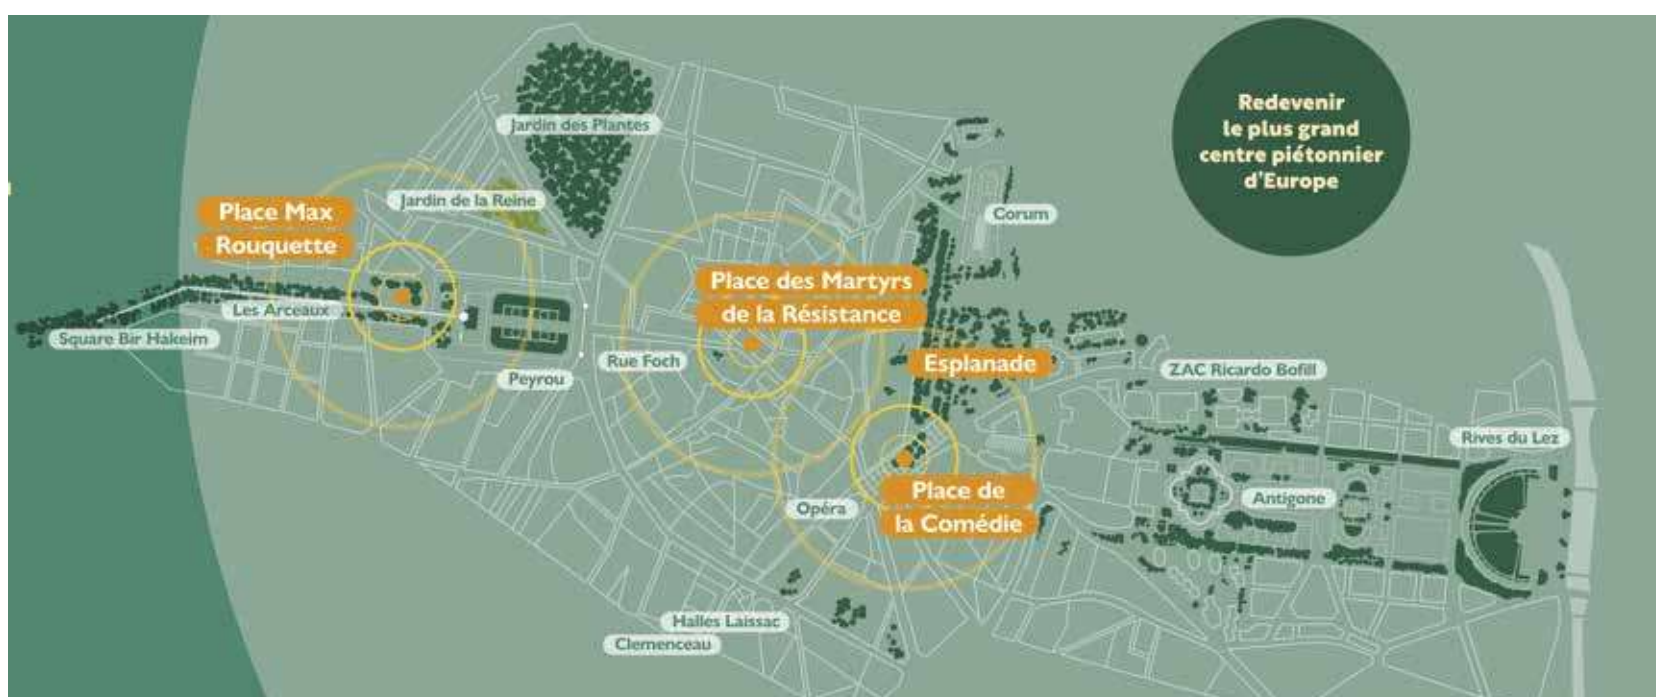 Redevenir
le plus grand
centre piétonnier
d'Europe
Jardin des Plantes
Jardin de la Reine
Place Max
Rouquette
Corum
Place des Martyrs
de la Résistance
Les Arceaux
Square Bir Hakeim
Rue Foch
Peyrou
Esplanade
ZAC Ricardo Bofill
Rives du Lez
Place de
la Comédie
Antigone
Opéra
Halles Laissac
Clemenceau